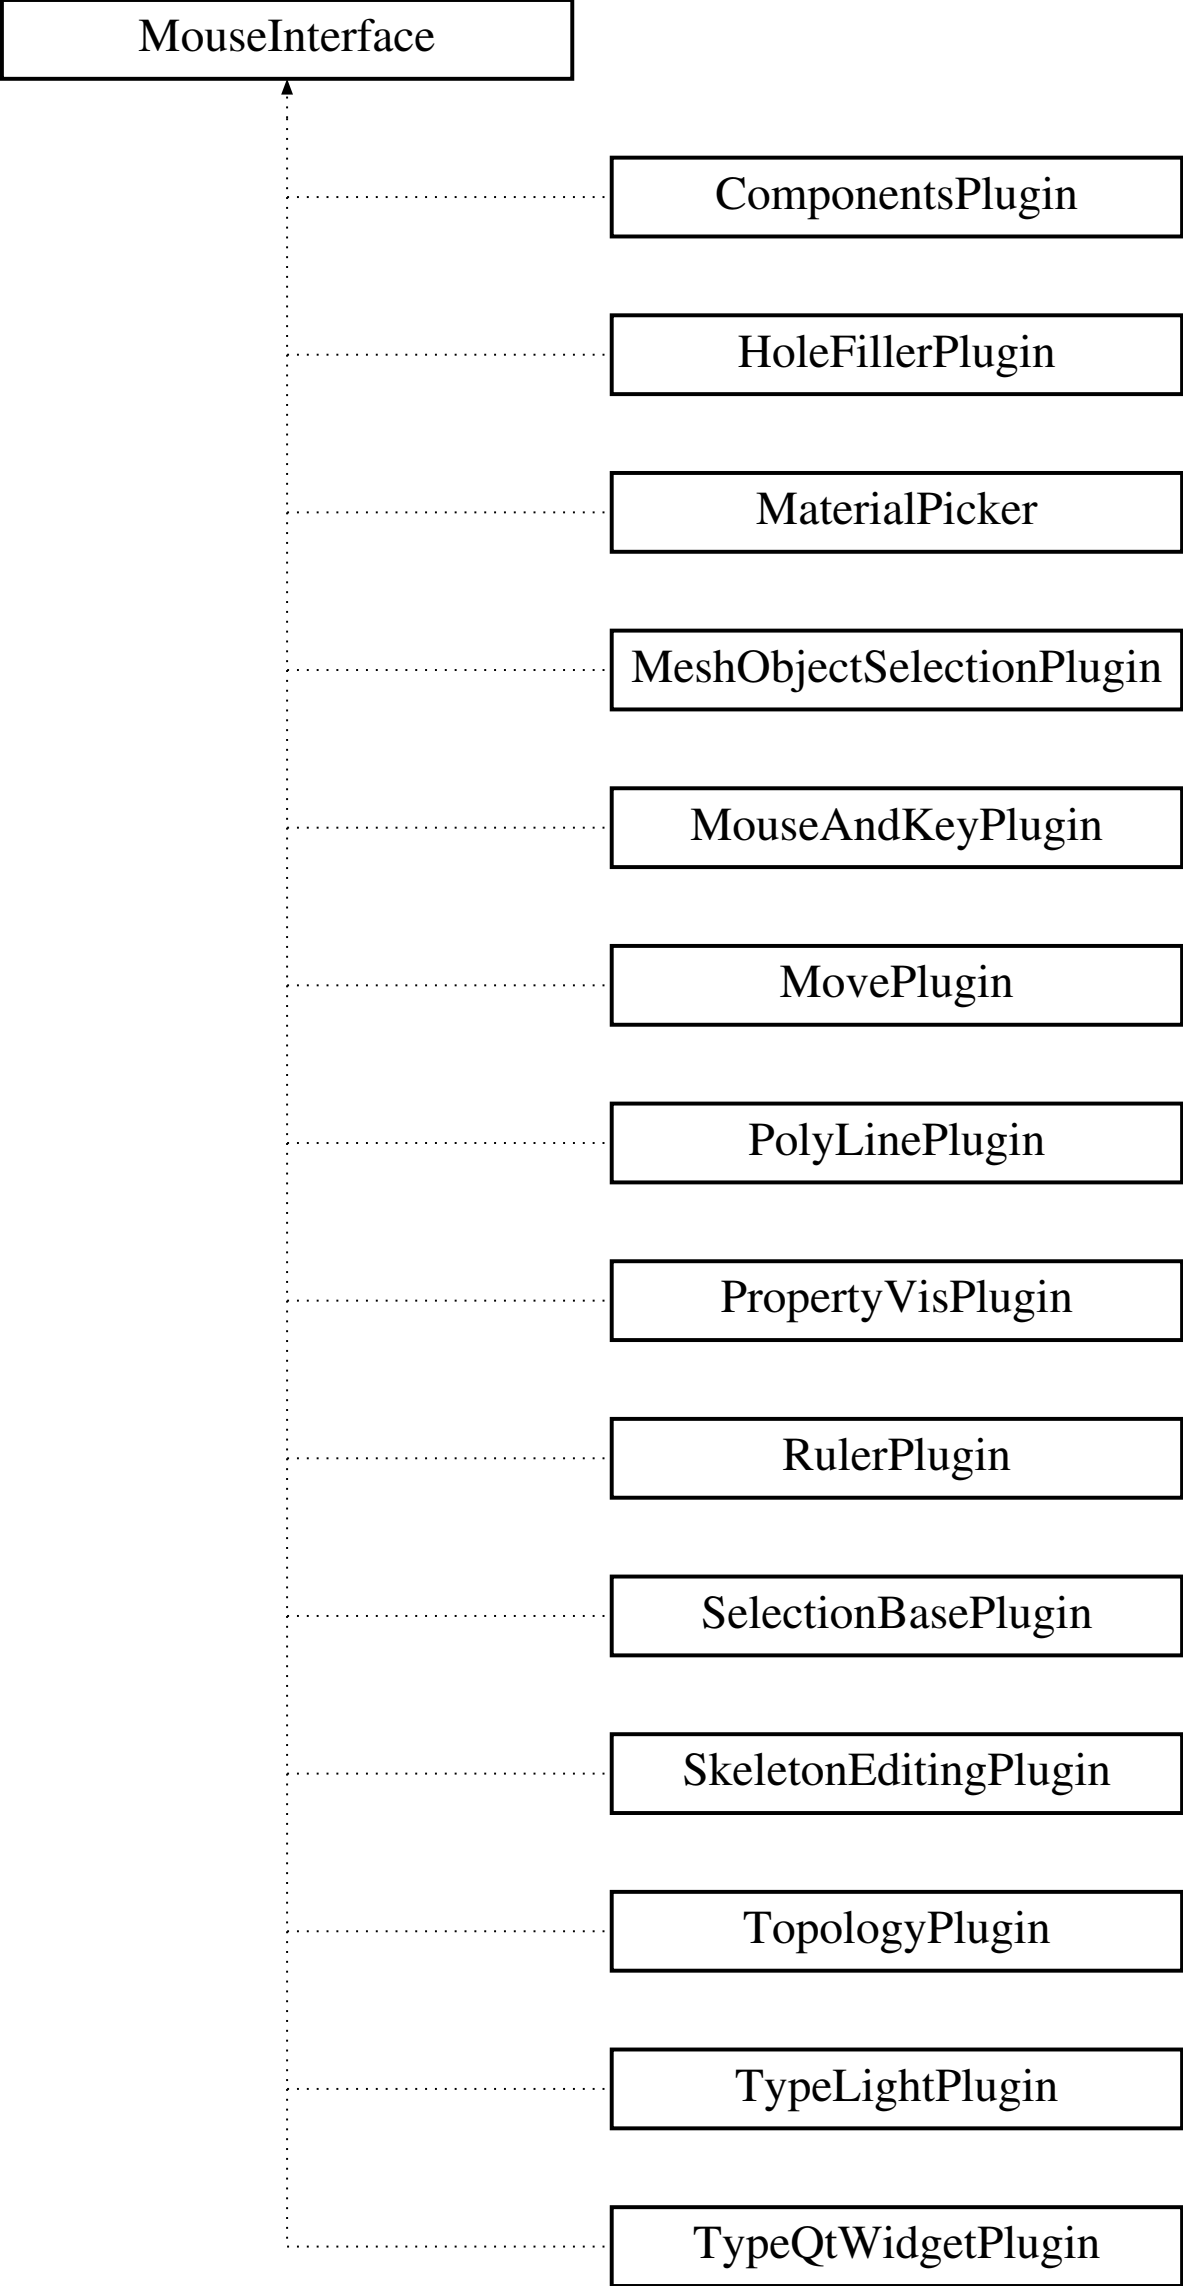 MouseInterface
ComponentsPlugin
HoleFillerPlugin
MaterialPicker
MeshObjectSelectionPlugin
MouseAndKeyPlugin
MovePlugin
PolyLinePlugin
PropertyVisPlugin
RulerPlugin
SelectionBasePlugin
SkeletonEditingPlugin
TopologyPlugin
TypeLightPlugin
TypeQtWidgetPlugin